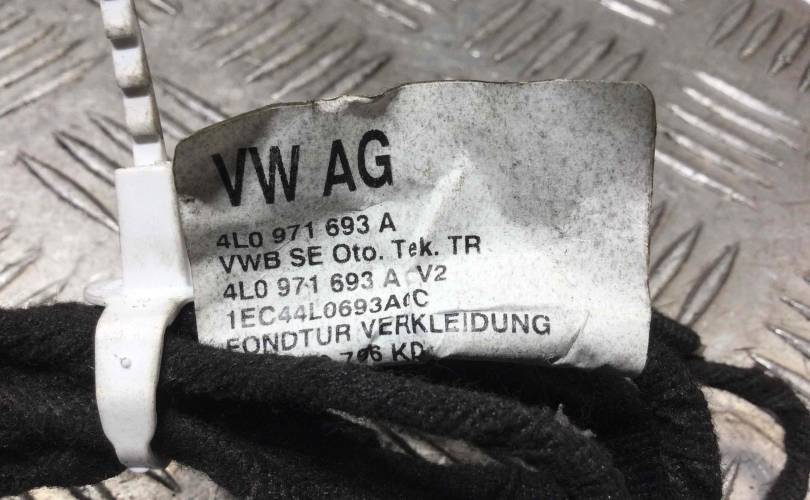 VW AG
4L0 971 693 A
VWB SE Oto. Tek. TR
4L0 971 693 A V2
1EC44L0693A C
FONDTUR VERKLEIDUNG